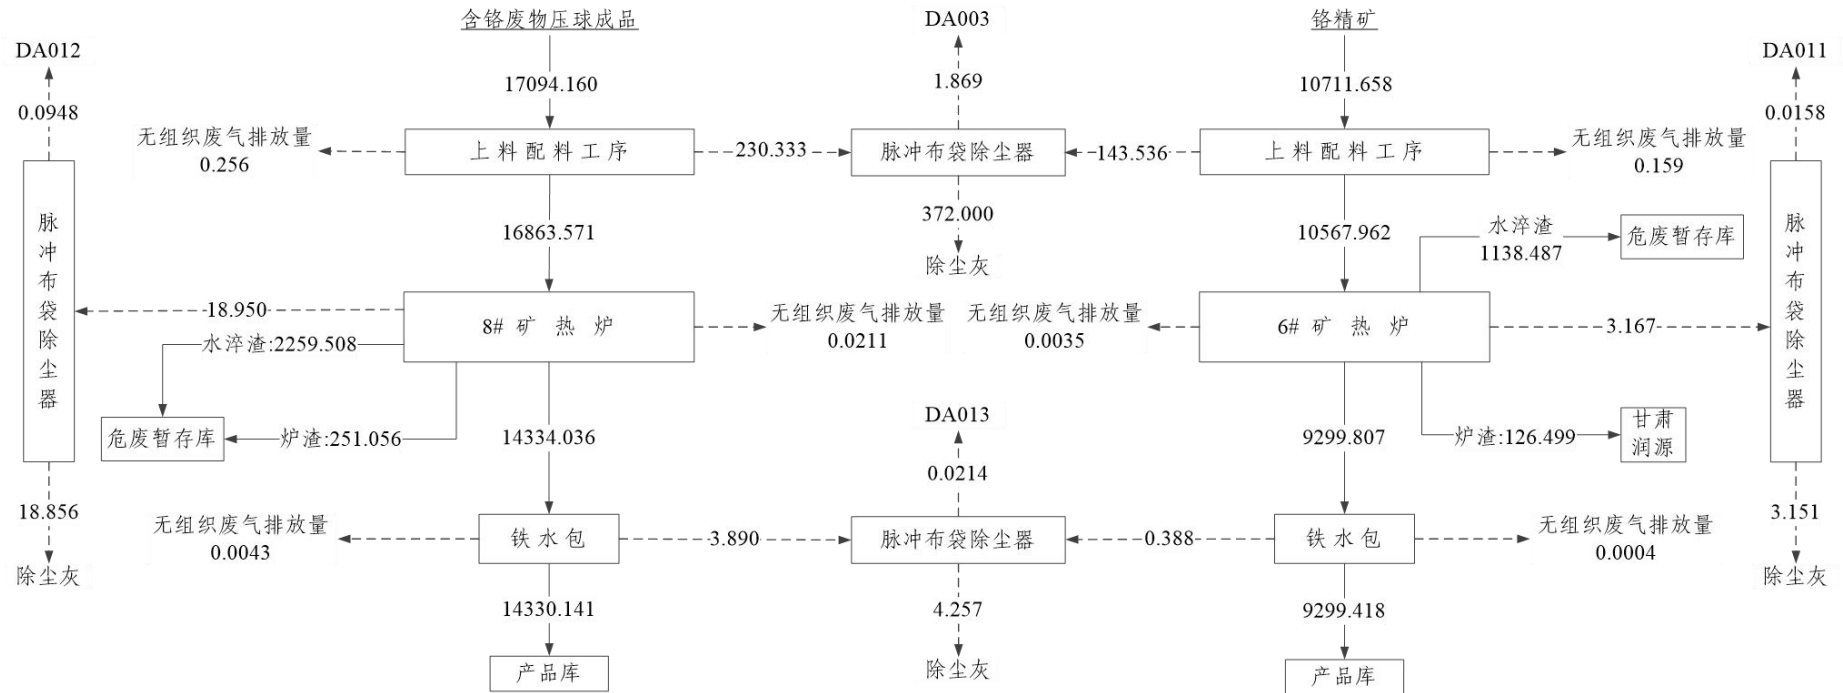 含铬废物压球成品
DA003
铬精矿
DA012
DA011
17094.160
1.869
10711.658
0.0948
0.0158
无组织废气排放量
0.256
上料配料工序
230.333
脉冲布袋除尘器
143.536
上料配料工序
无组织废气排放量
0.159
脉冲布袋除尘器
16863.571
372.000
除尘灰
10567.962
水淬渣
1138.487
危废暂存库
脉冲布袋除尘器
18.950
8#矿热炉
无组织废气排放量
0.0211
无组织废气排放量
0.0035
6#矿热炉
3.167
水淬渣:2259.508
危废暂存库
炉渣:251.056
14334.036
DA013
0.0214
9299.807
炉渣:126.499
甘肃
润源
18.856
除尘灰
无组织废气排放量
0.0043
铁水包
3.890
脉冲布袋除尘器
0.388
铁水包
无组织废气排放量
0.0004
3.151
除尘灰
14330.141
4.257
9299.418
产品库
除尘灰
产品库